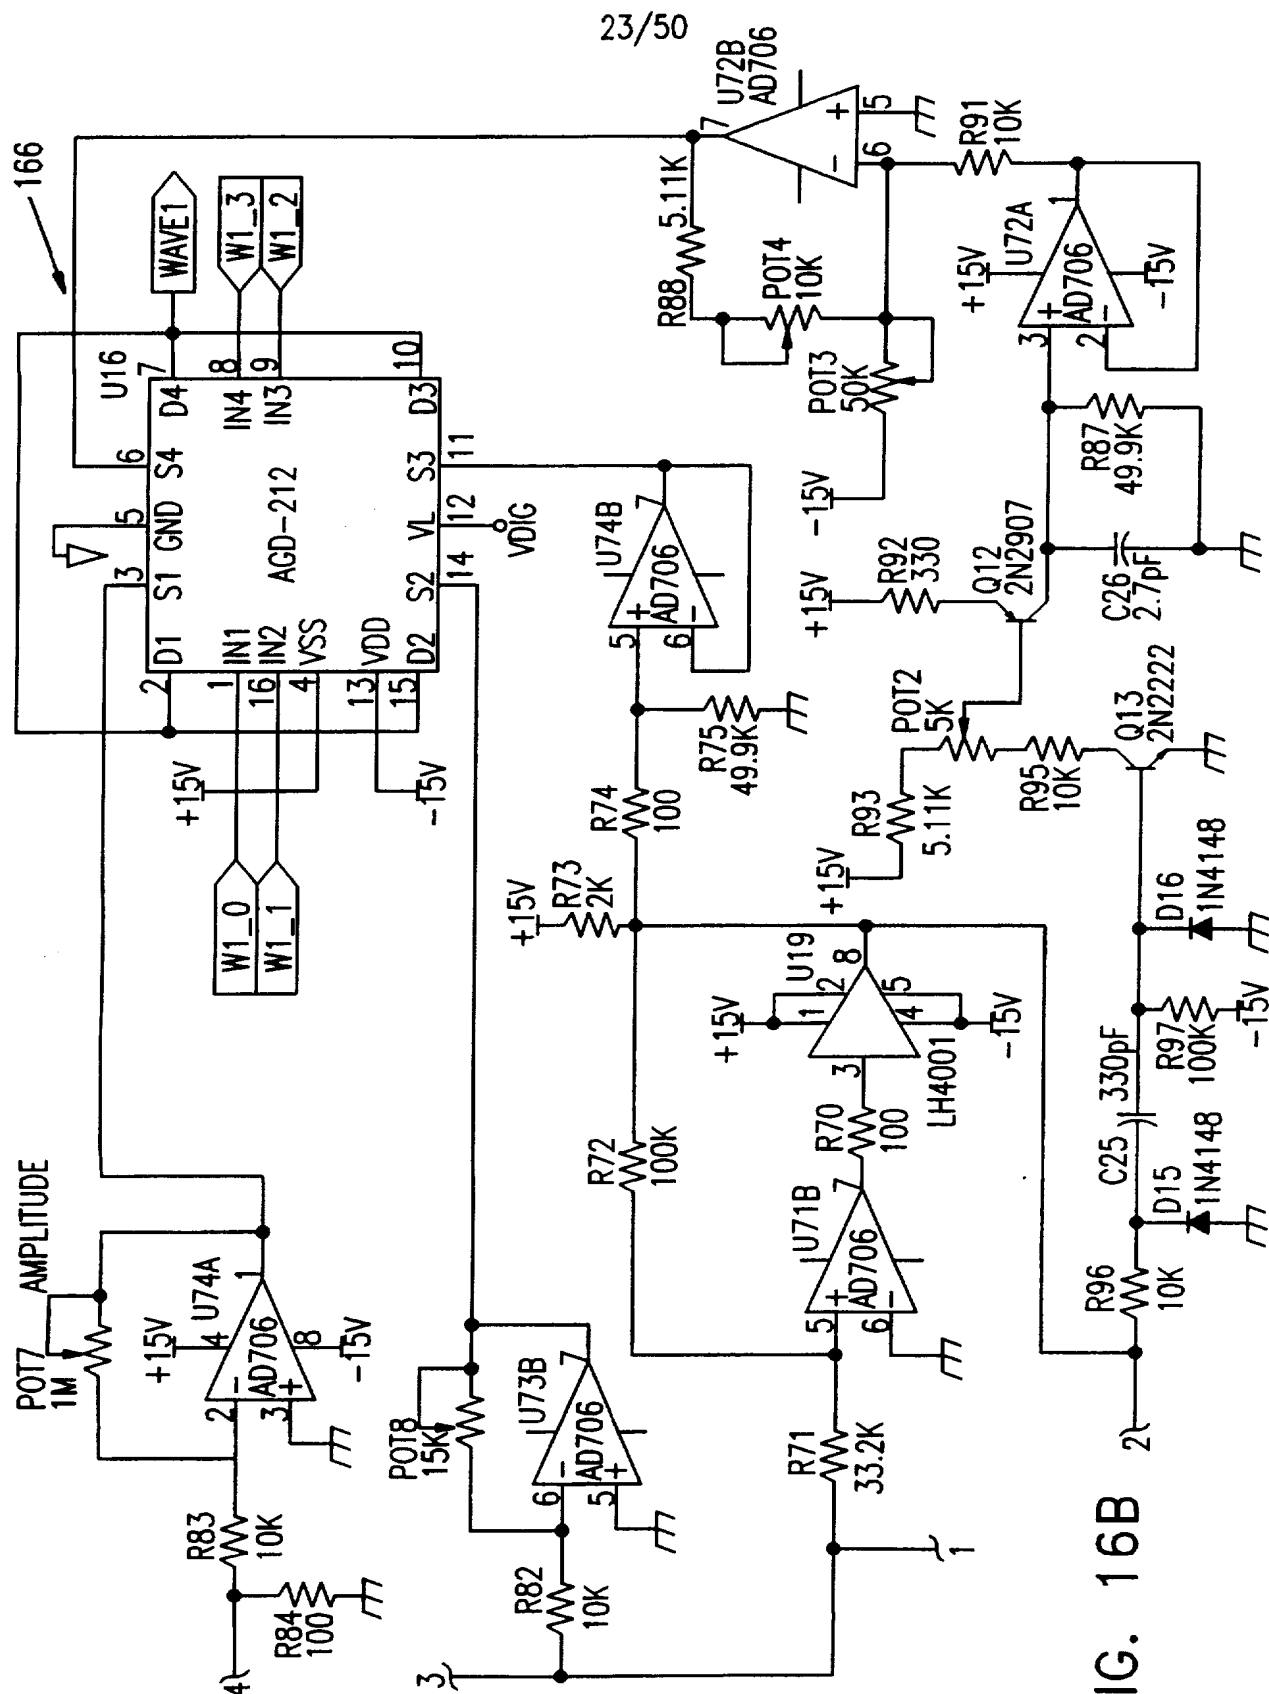 23/50
166
WAVE1
W1_3
W1_2
U16
7
8
9
10
D4
IN4
IN3
D3
6
S4
5
GND
3
S1
AGD-212
S3
11
VL
12
VDIG
S2
14
D1
IN1
IN2
VSS
VDD
D2
2
1
16
4
13
15
+15V
-15V
W1_0
W1_1
U72B
AD706
7
5
6
+
-
R88
5.11K
POT4
10K
POT3
50K
-15V
R91
10K
U72A
AD706
+15V
-15V
1
3
2
+
-
R87
49.9K
C26
2.7pF
Q12
2N2907
R92
330
+15V
POT2
5K
R93
5.11K
+15V
R95
10K
Q13
2N2222
U74B
AD706
7
5
6
+
-
R75
49.9K
R74
100
R73
2K
+15V
R72
100K
U19
LH4001
+15V
-15V
1
2
3
4
5
8
R70
100
U71B
AD706
7
5
6
+
-
R71
33.2K
D16
1N4148
R97
100K
-15V
C25
330pF
D15
1N4148
R96
10K
2
AMPLITUDE
POT7
1M
U74A
AD706
+15V
-15V
4
8
1
2
3
-
+
R83
10K
R84
100
4
POT8
15K
U73B
AD706
7
6
5
-
+
R82
10K
3
1
IG. 16B